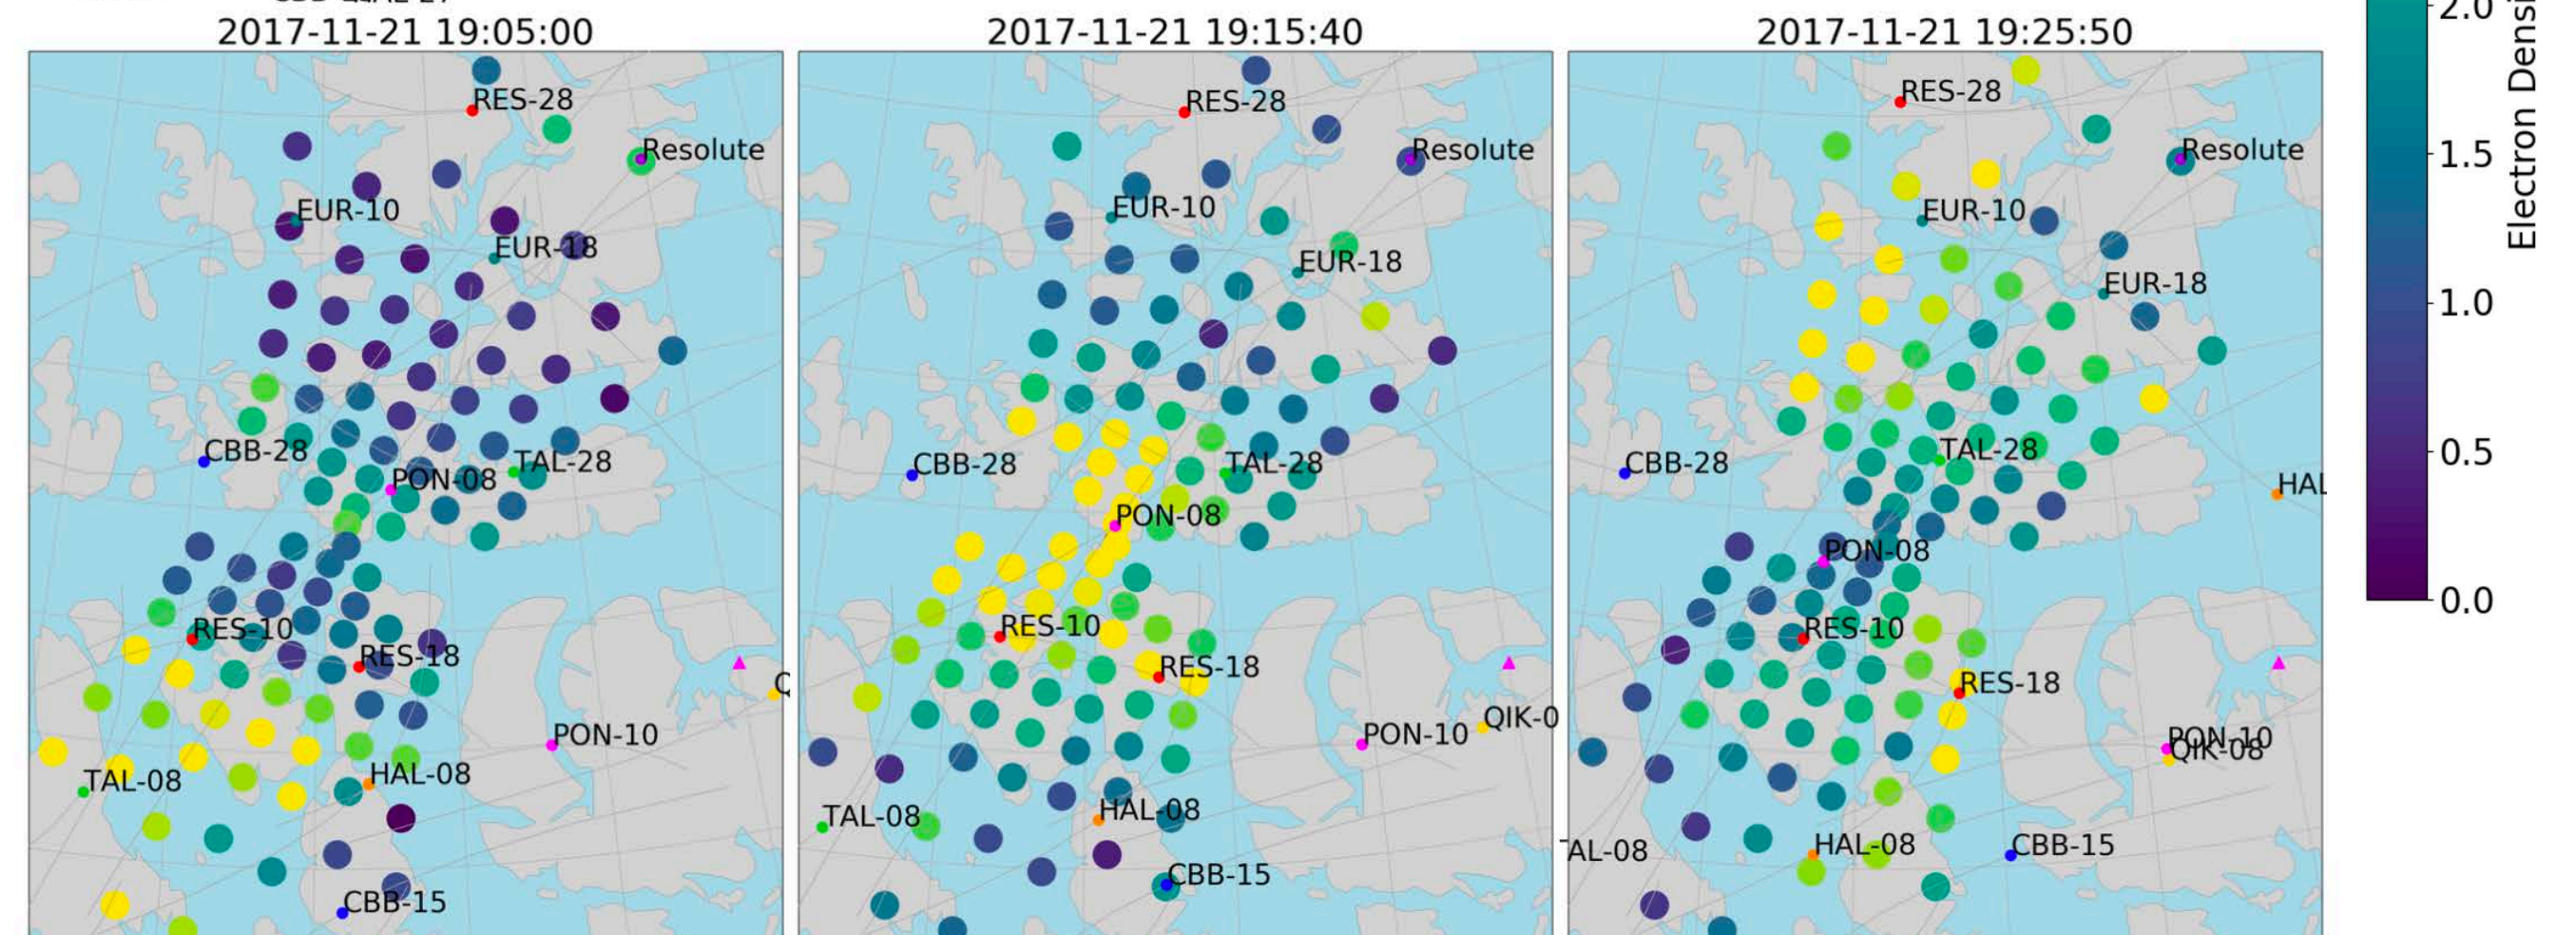 2017-11-21 19:05:00
RES-28
Resolute
EUR-10
EUR-18
CBB-28
TAL-28
PON-08
RES-10
RES-18
PON-10
TAL-08
HAL-08
CBB-15
2017-11-21 19:15:40
RES-28
Resolute
EUR-10
EUR-18
CBB-28
TAL-28
PON-08
RES-10
RES-18
QIK-0
PON-10
TAL-08
HAL-08
CBB-15
2017-11-21 19:25:50
RES-28
Resolute
EUR-10
EUR-18
TAL-28
CBB-28
HAL
PON-08
RES-10
RES-18
PON-10
QIK-08
AL-08
HAL-08
CBB-15
2.0
1.5
1.0
0.5
0.0
Electron Densi